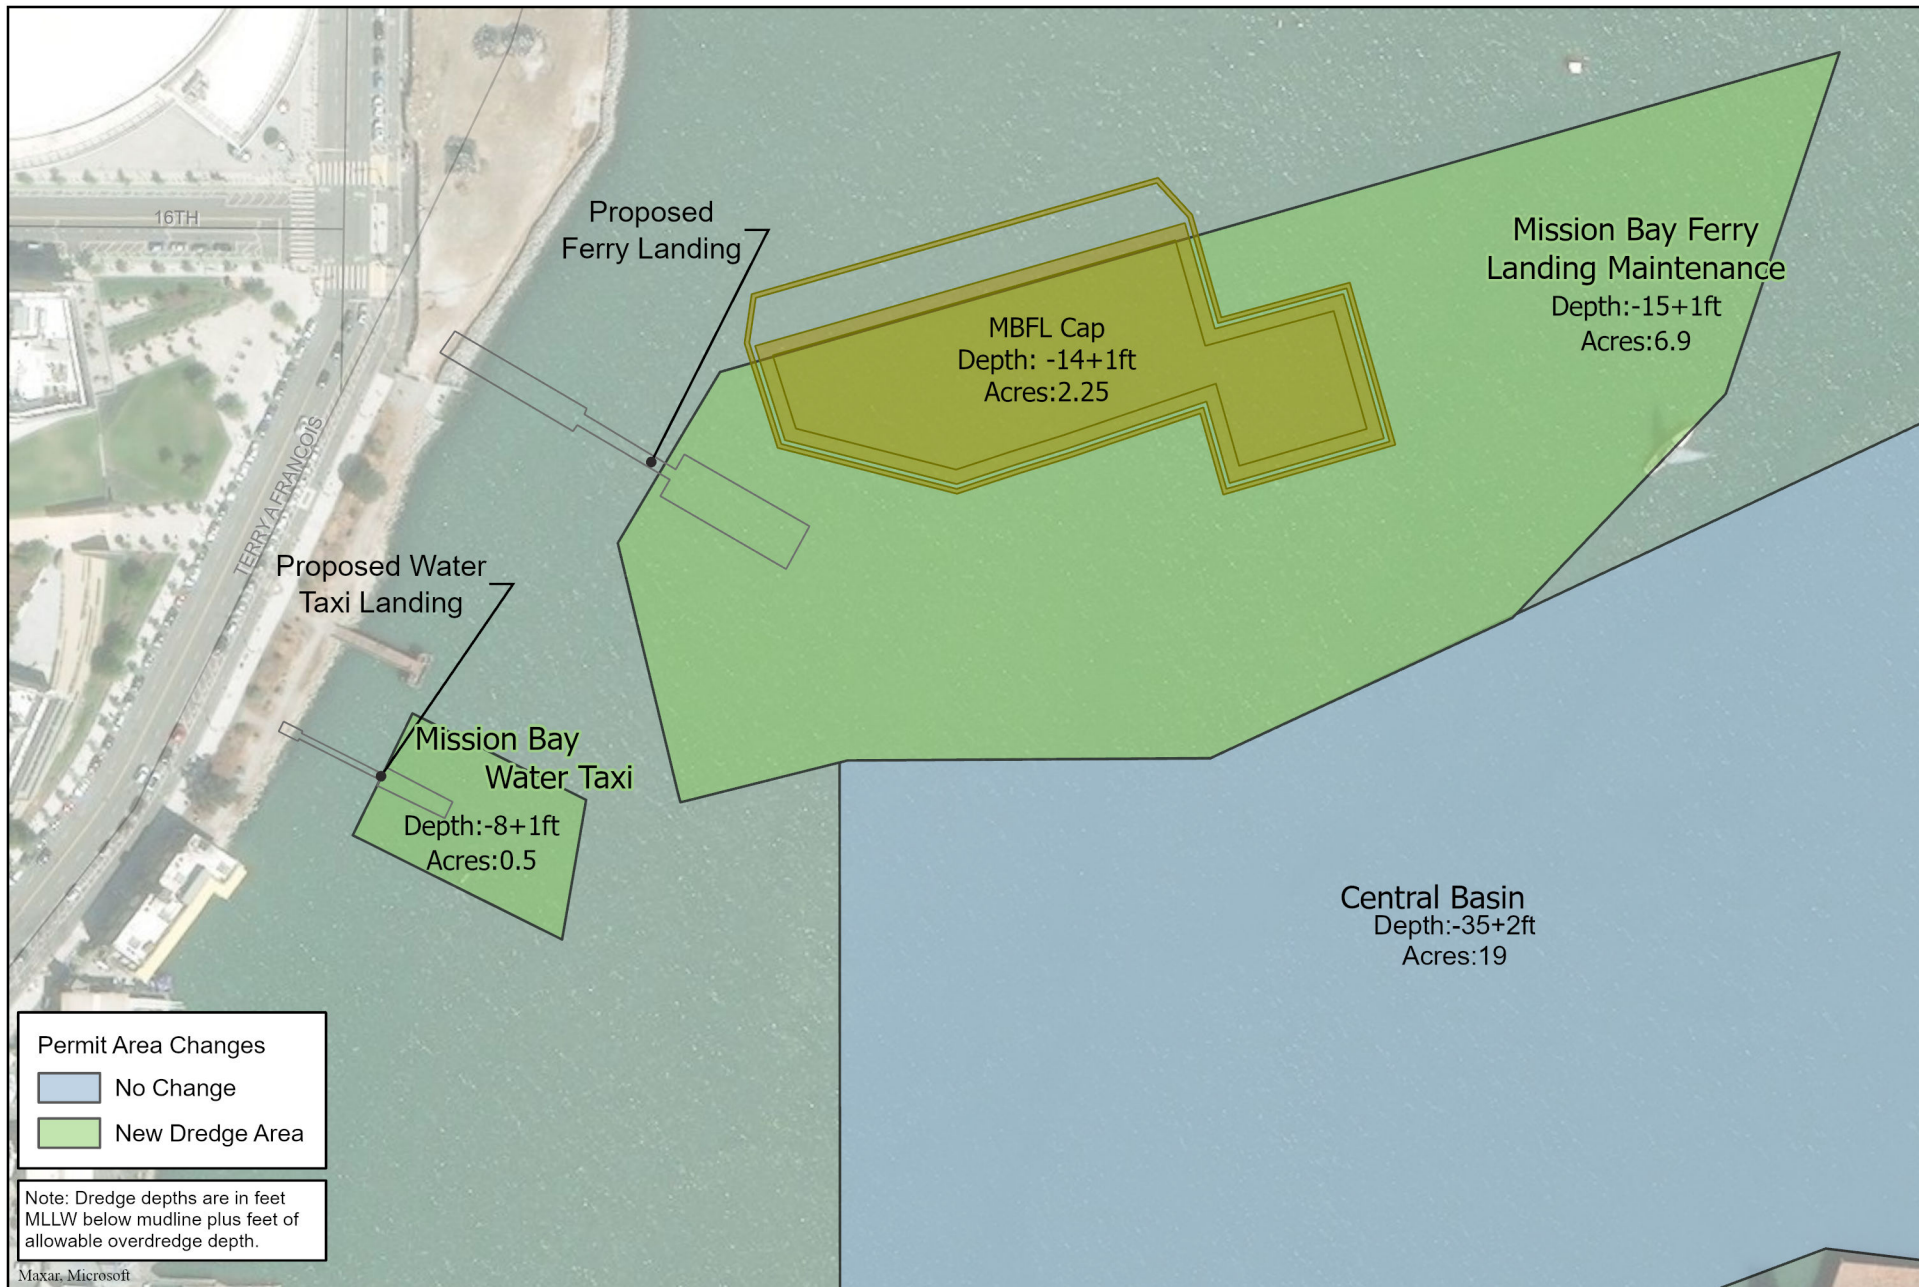 16TH
TERRY A FRANCOIS
Proposed
Ferry Landing
Proposed Water
Taxi Landing
MBFL Cap
Depth: -14+1ft
Acres:2.25
Mission Bay Ferry
Landing Maintenance
Depth:-15+1ft
Acres:6.9
Mission Bay
Water Taxi
Depth:-8+1ft
Acres:0.5
Central Basin
Depth:-35+2ft
Acres:19
Permit Area Changes
No Change
New Dredge Area
Note: Dredge depths are in feet
MLLW below mudline plus feet of
allowable overdredge depth.
Maxar, Microsoft